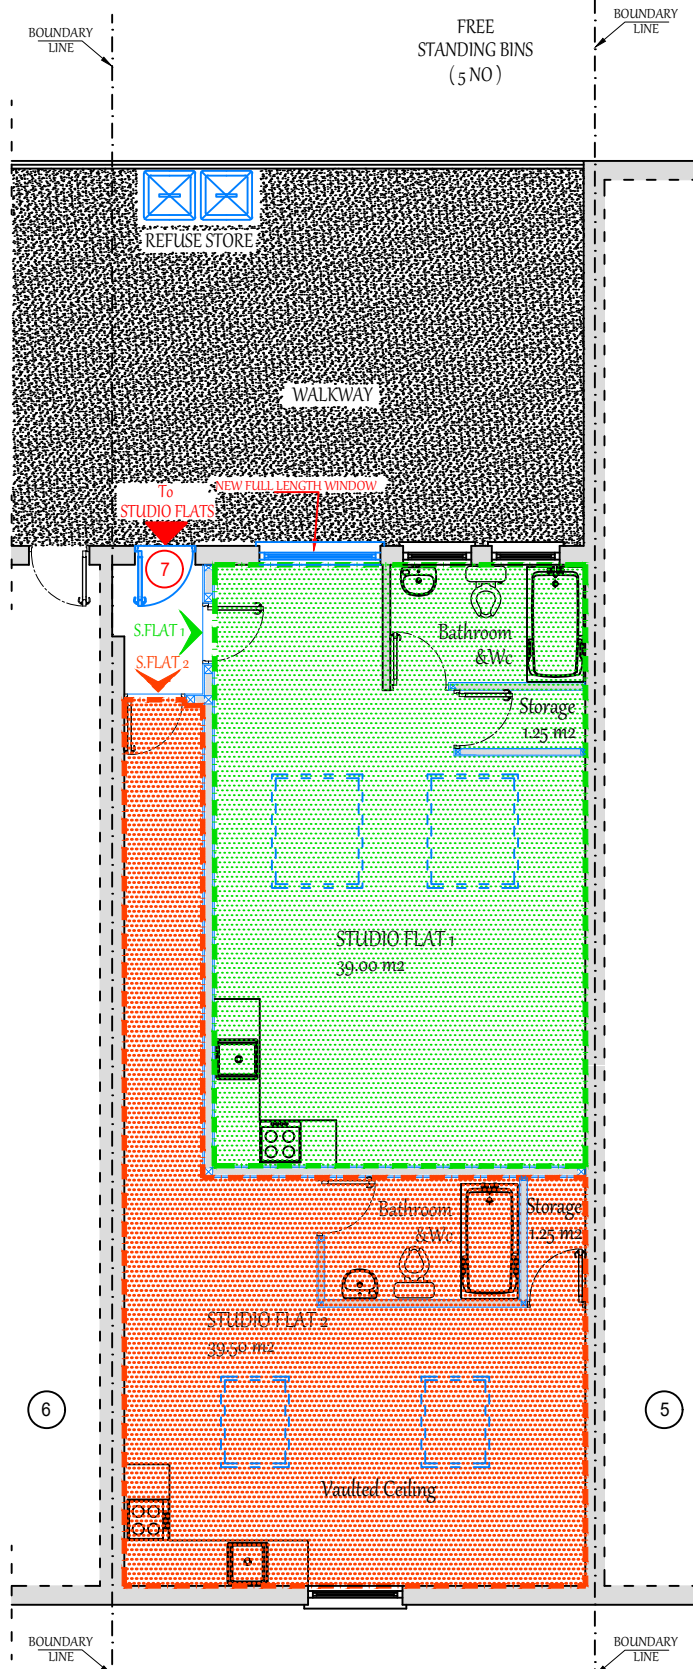 BOUNDARY
LINE
FREE
STANDING BINS
( 5 NO )
BOUNDARY
LINE
REFUSE STORE
WALKWAY
To
STUDIO FLATS
NEW FULL LENGTH WINDOW
7
S.FLAT 1
S.FLAT 2
Bathroom
&Wc
Storage
1.25 m2
STUDIO FLAT 1
39.00 m2
Bathroom
&Wc
Storage
1.25 m2
STUDIO FLAT 2
39.50 m2
6
5
Vaulted Ceiling
BOUNDARY
LINE
BOUNDARY
LINE